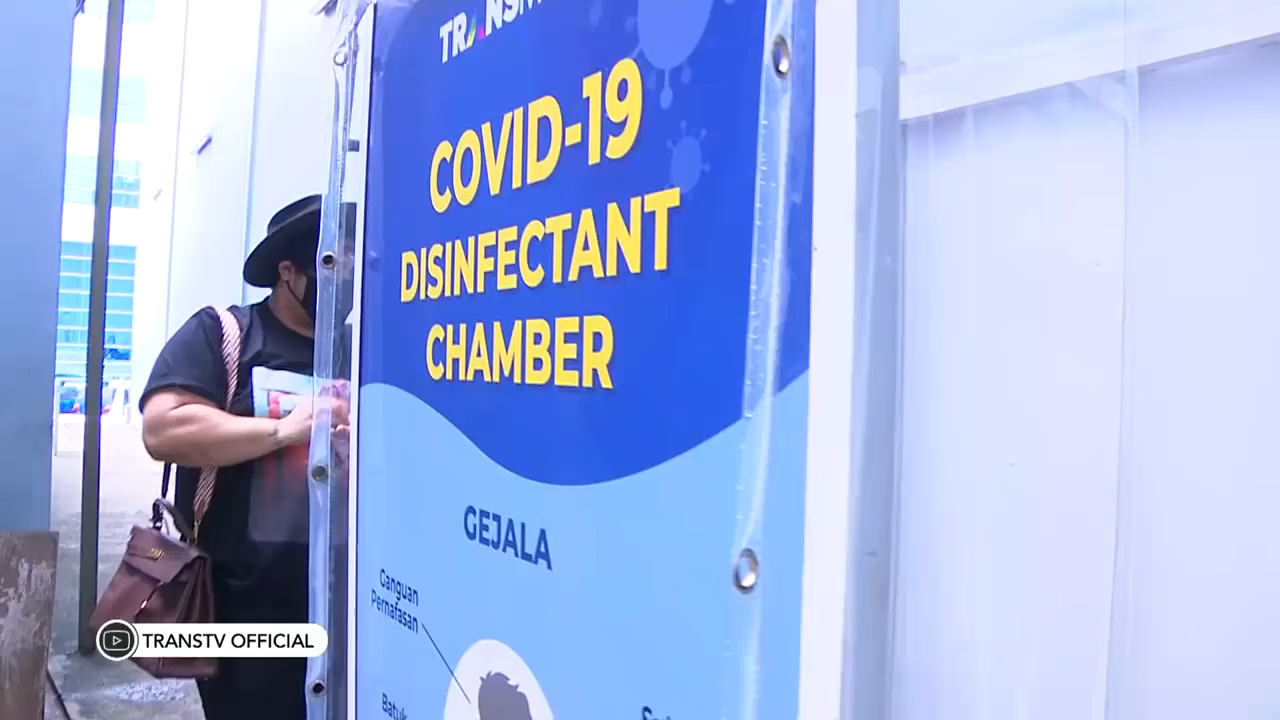 COVID-19
DISINFECTANT
CHAMBER
GEJALA
Ganguan
Pernafasan
Batuk
TRANSTV OFFICIAL